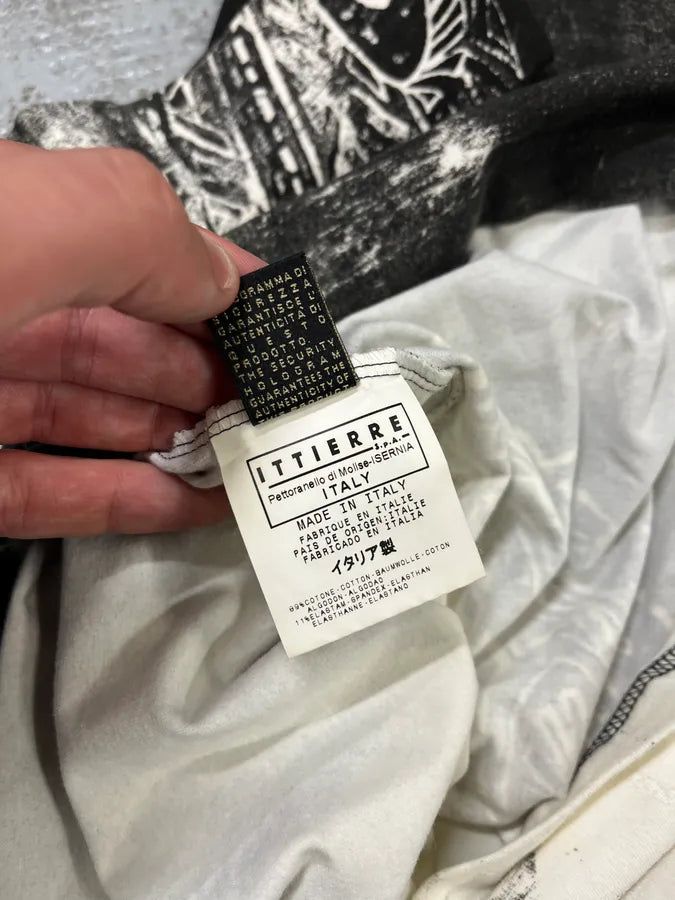 GRAMMA DI
SICUREZZA
GARANTISCE L'
AUTENTICITÀ DI
QUESTO
PRODOTTO.
THE SECURITY
HOLOGRAM
GUARANTEES THE
AUTHENTICITY OF
ITTIERRE
S.P.A.
Pettoranello di Molise-ISERNIA
ITALY
MADE IN ITALY
FABRIQUE EN ITALIE
PAIS DE ORIGEN:ITALIE
FABRICADO EN ITALIA
イタリア製
89%COTONE-COTTON-BAUMWOLLE-COTON
ALGODON-ALGODAO
11%ELASTAM-SPANDEX-ELASTHAN
ELASTHANNE-ELASTANO